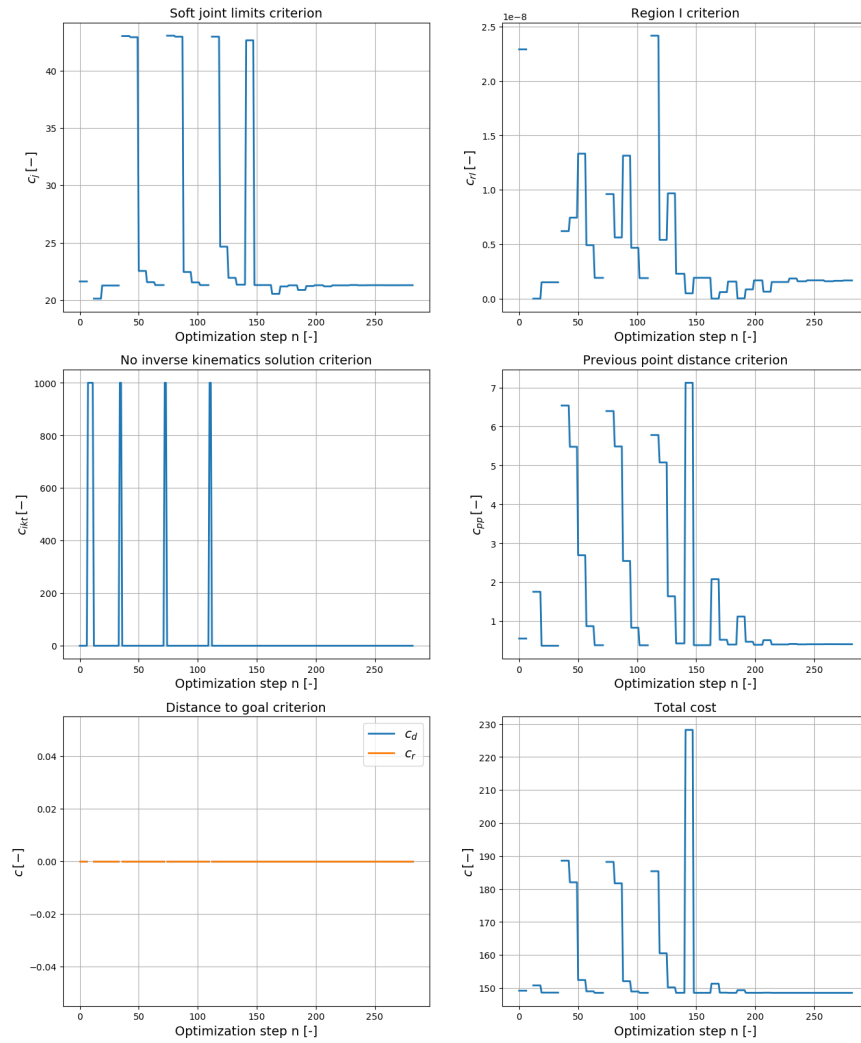 Soft joint limits criterion
c_j [−]
40
35
30
25
20
0 50 100 150 200 250
Optimization step n [-]
Region I criterion
1e−8
c_rI [−]
2.5
2.0
1.5
1.0
0.5
0.0
0 50 100 150 200 250
Optimization step n [-]
No inverse kinematics solution criterion
c_ikt [−]
1000
800
600
400
200
0
0 50 100 150 200 250
Optimization step n [-]
Previous point distance criterion
c_pp [−]
7
6
5
4
3
2
1
0 50 100 150 200 250
Optimization step n [-]
Distance to goal criterion
c [−]
0.04
0.02
0.00
−0.02
−0.04
c_d
c_r
0 50 100 150 200 250
Optimization step n [-]
Total cost
c [−]
230
220
210
200
190
180
170
160
150
0 50 100 150 200 250
Optimization step n [-]